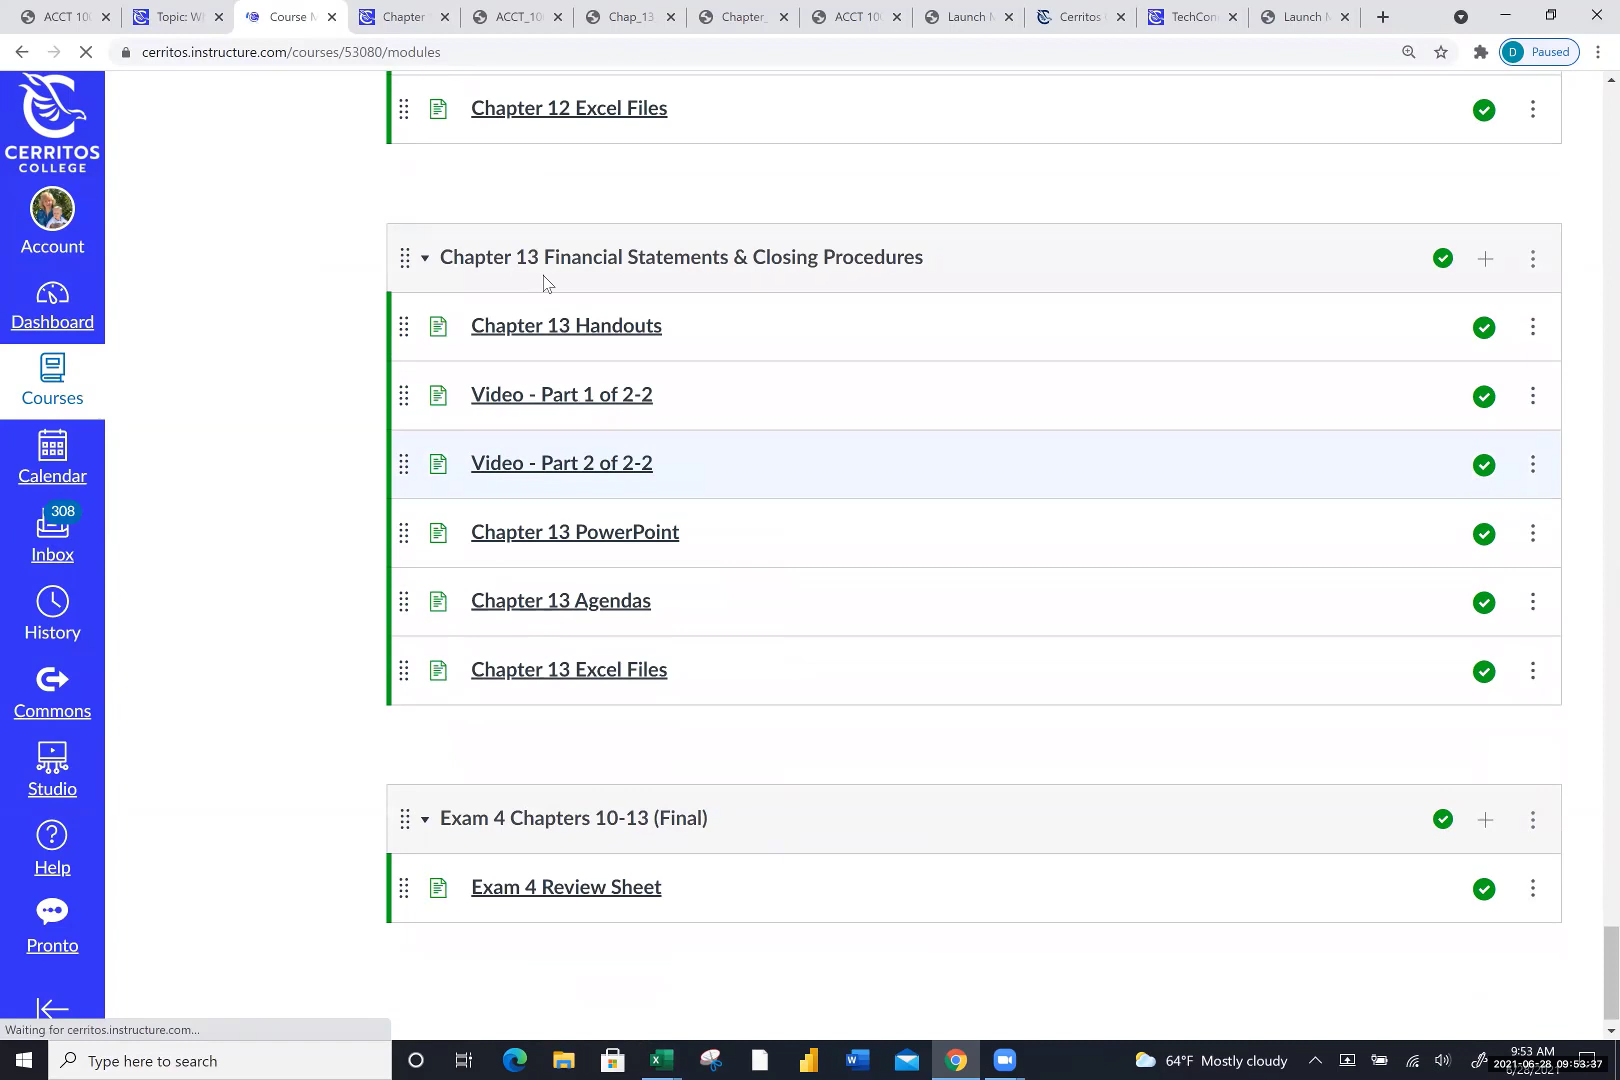 ACCT 10
Topic: W
Course M
Chapter
ACCT_10
Chap_13
Chapter_
ACCT 10
Launch M
Cerritos
TechCon
Launch M
cerritos.instructure.com/courses/53080/modules
D Paused
CERRITOS
COLLEGE
Account
Dashboard
Courses
Calendar
308
Inbox
History
Commons
Studio
Help
Pronto
Chapter 12 Excel Files
Chapter 13 Financial Statements & Closing Procedures
Chapter 13 Handouts
Video - Part 1 of 2-2
Video - Part 2 of 2-2
Chapter 13 PowerPoint
Chapter 13 Agendas
Chapter 13 Excel Files
Exam 4 Chapters 10-13 (Final)
Exam 4 Review Sheet
Waiting for cerritos.instructure.com...
Type here to search
64°F Mostly cloudy
9:53 AM
2021-06-28 09:53:37